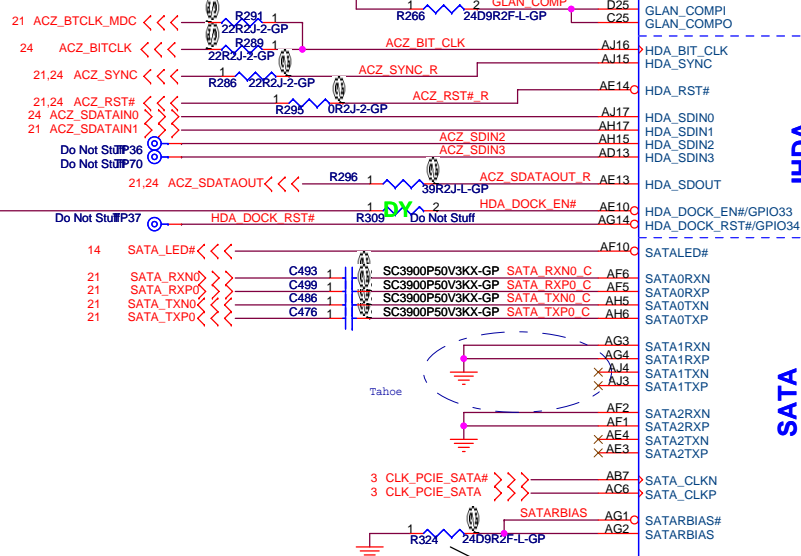 GLAN_COMP
R266 1 2 24D9R2F-L-GP D25 GLAN_COMPI
C25 GLAN_COMPO
21 ACZ_BTCLK_MDC R291 1 22R2J-2-GP
24 ACZ_BITCLK R289 1 22R2J-2-GP ACZ_BIT_CLK AJ16 HDA_BIT_CLK
21,24 ACZ_SYNC R286 1 22R2J-2-GP ACZ_SYNC_R AJ15 HDA_SYNC
21,24 ACZ_RST# R295 1 0R2J-2-GP ACZ_RST#_R AE14 HDA_RST#
24 ACZ_SDATAIN0 AJ17 HDA_SDIN0
21 ACZ_SDATAIN1 AH17 HDA_SDIN1
Do Not Stuff TP36 ACZ_SDIN2 AH15 HDA_SDIN2
Do Not Stuff TP70 ACZ_SDIN3 AD13 HDA_SDIN3
IHDA
21,24 ACZ_SDATAOUT R296 1 39R2J-L-GP ACZ_SDATAOUT_R AE13 HDA_SDOUT
R309 1 DY 2 Do Not Stuff HDA_DOCK_EN# AE10 HDA_DOCK_EN#/GPIO33
Do Not Stuff TP37 HDA_DOCK_RST# AG14 HDA_DOCK_RST#/GPIO34
14 SATA_LED# AF10 SATALED#
21 SATA_RXN0 C493 1 SC3900P50V3KX-GP SATA_RXN0_C AF6 SATA0RXN
21 SATA_RXP0 C499 1 SC3900P50V3KX-GP SATA_RXP0_C AF5 SATA0RXP
21 SATA_TXN0 C486 1 SC3900P50V3KX-GP SATA_TXN0_C AH5 SATA0TXN
21 SATA_TXP0 C476 1 SC3900P50V3KX-GP SATA_TXP0_C AH6 SATA0TXP
AG3 SATA1RXN
AG4 SATA1RXP
AJ4 SATA1TXN
AJ3 SATA1TXP
Tahoe
SATA
AF2 SATA2RXN
AF1 SATA2RXP
AE4 SATA2TXN
AE3 SATA2TXP
3 CLK_PCIE_SATA# AB7 SATA_CLKN
3 CLK_PCIE_SATA AC6 SATA_CLKP
SATARBIAS AG1 SATARBIAS#
R324 1 24D9R2F-L-GP AG2 SATARBIAS